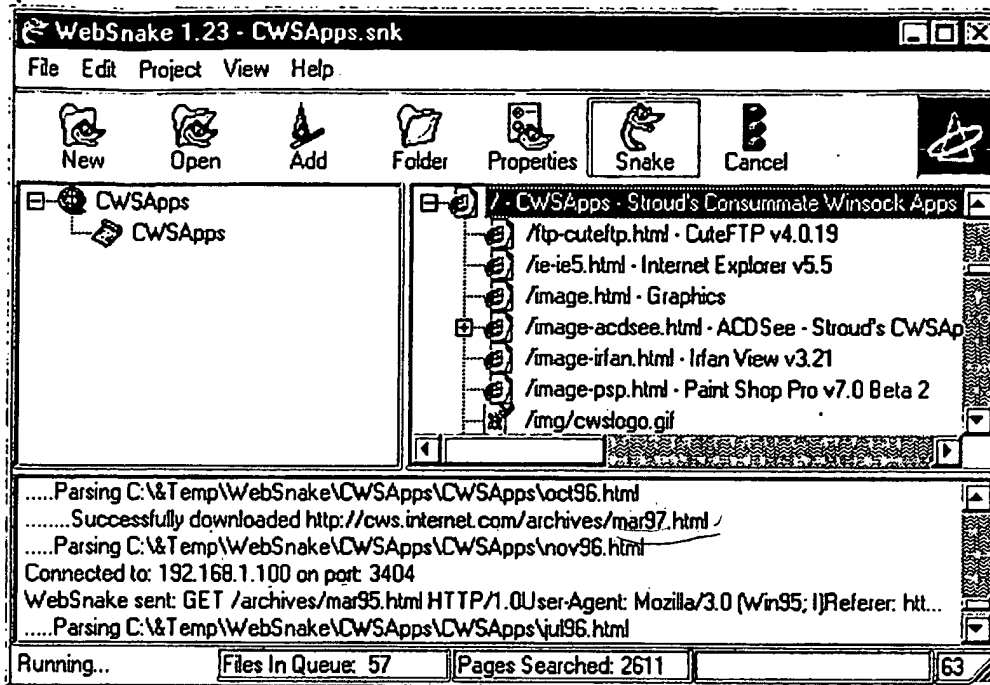 WebSnake 1.23 - CWSApps.snk
File Edit Project View Help
New Open Add Folder Properties Snake Cancel
CWSApps
CWSApps
/ - CWSApps - Stroud's Consummate Winsock Apps
/ftp-cuteftp.html - CuteFTP v4.0.19
/ie-ie5.html - Internet Explorer v5.5
/image.html - Graphics
/image-acdsee.html - ACDSee - Stroud's CWSAp
/image-irfan.html - Irfan View v3.21
/image-psp.html - Paint Shop Pro v7.0 Beta 2
/img/cwslogo.gif
.....Parsing C:\&Temp\WebSnake\CWSApps\CWSApps\oct96.html
........Successfully downloaded http://cws.internet.com/archives/mar97.html
.....Parsing C:\&Temp\WebSnake\CWSApps\CWSApps\nov96.html
Connected to: 192.168.1.100 on port: 3404
WebSnake sent: GET /archives/mar95.html HTTP/1.0User-Agent: Mozilla/3.0 (Win95; I)Referer: htt...
.....Parsing C:\&Temp\WebSnake\CWSApps\CWSApps\jul96.html
Running... Files In Queue: 57 Pages Searched: 2611 63